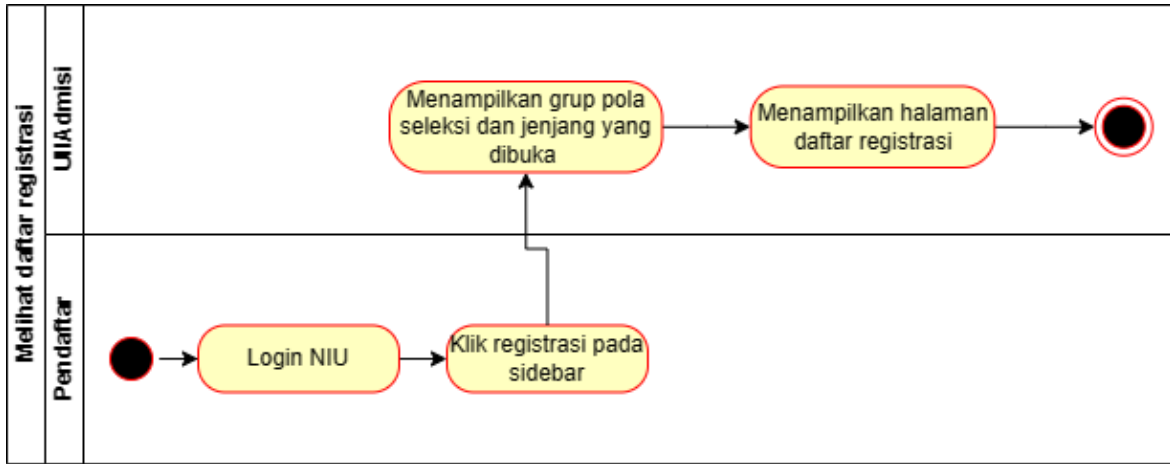 Melihat daftar registrasi
UIIAdmisi
Menampilkan grup pola
seleksi dan jenjang yang
dibuka
Menampilkan halaman
daftar registrasi
Pendaftar
Login NIU
Klik registrasi pada
sidebar